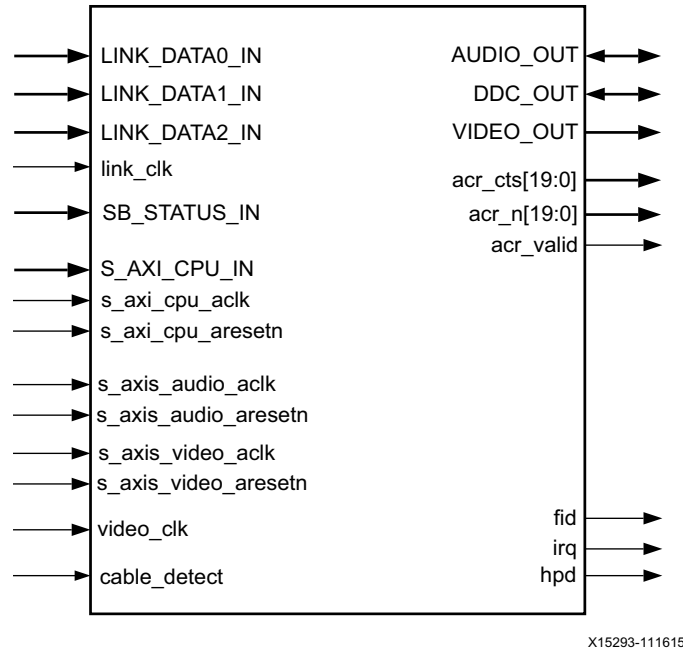 LINK_DATA0_IN
LINK_DATA1_IN
LINK_DATA2_IN
link_clk
SB_STATUS_IN
S_AXI_CPU_IN
s_axi_cpu_aclk
s_axi_cpu_aresetn
s_axis_audio_aclk
s_axis_audio_aresetn
s_axis_video_aclk
s_axis_video_aresetn
video_clk
cable_detect
AUDIO_OUT
DDC_OUT
VIDEO_OUT
acr_cts[19:0]
acr_n[19:0]
acr_valid
fid
irq
hpd
X15293-111615